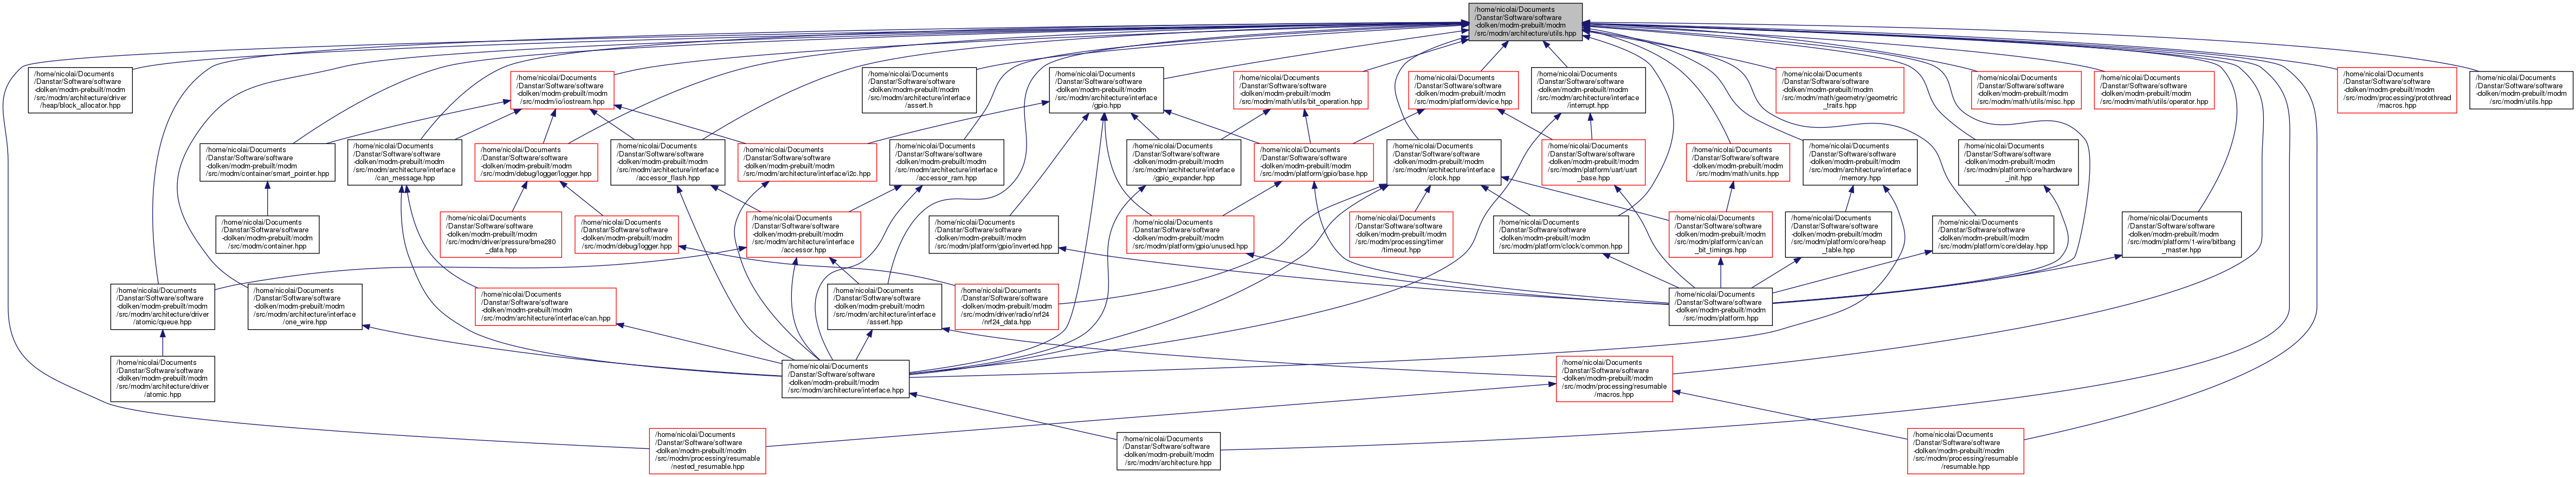 /home/nicolai/Documents
/Danstar/Software/software
-dolken/modm-prebuilt/modm
/src/modm/architecture/utils.hpp
/home/nicolai/Documents
/Danstar/Software/software
-dolken/modm-prebuilt/modm
/src/modm/architecture/driver
/heap/block_allocator.hpp
/home/nicolai/Documents
/Danstar/Software/software
-dolken/modm-prebuilt/modm
/src/modm/io/iostream.hpp
/home/nicolai/Documents
/Danstar/Software/software
-dolken/modm-prebuilt/modm
/src/modm/architecture/interface
/assert.h
/home/nicolai/Documents
/Danstar/Software/software
-dolken/modm-prebuilt/modm
/src/modm/architecture/interface
/gpio.hpp
/home/nicolai/Documents
/Danstar/Software/software
-dolken/modm-prebuilt/modm
/src/modm/math/utils/bit_operation.hpp
/home/nicolai/Documents
/Danstar/Software/software
-dolken/modm-prebuilt/modm
/src/modm/platform/device.hpp
/home/nicolai/Documents
/Danstar/Software/software
-dolken/modm-prebuilt/modm
/src/modm/architecture/interface
/interrupt.hpp
/home/nicolai/Documents
/Danstar/Software/software
-dolken/modm-prebuilt/modm
/src/modm/math/geometry/geometric
_traits.hpp
/home/nicolai/Documents
/Danstar/Software/software
-dolken/modm-prebuilt/modm
/src/modm/math/utils/misc.hpp
/home/nicolai/Documents
/Danstar/Software/software
-dolken/modm-prebuilt/modm
/src/modm/math/utils/operator.hpp
/home/nicolai/Documents
/Danstar/Software/software
-dolken/modm-prebuilt/modm
/src/modm/processing/protothread
/macros.hpp
/home/nicolai/Documents
/Danstar/Software/software
-dolken/modm-prebuilt/modm
/src/modm/utils.hpp
/home/nicolai/Documents
/Danstar/Software/software
-dolken/modm-prebuilt/modm
/src/modm/container/smart_pointer.hpp
/home/nicolai/Documents
/Danstar/Software/software
-dolken/modm-prebuilt/modm
/src/modm/architecture/interface
/can_message.hpp
/home/nicolai/Documents
/Danstar/Software/software
-dolken/modm-prebuilt/modm
/src/modm/debug/logger/logger.hpp
/home/nicolai/Documents
/Danstar/Software/software
-dolken/modm-prebuilt/modm
/src/modm/architecture/interface
/accessor_flash.hpp
/home/nicolai/Documents
/Danstar/Software/software
-dolken/modm-prebuilt/modm
/src/modm/architecture/interface/i2c.hpp
/home/nicolai/Documents
/Danstar/Software/software
-dolken/modm-prebuilt/modm
/src/modm/architecture/interface
/accessor_ram.hpp
/home/nicolai/Documents
/Danstar/Software/software
-dolken/modm-prebuilt/modm
/src/modm/architecture/interface
/gpio_expander.hpp
/home/nicolai/Documents
/Danstar/Software/software
-dolken/modm-prebuilt/modm
/src/modm/platform/gpio/base.hpp
/home/nicolai/Documents
/Danstar/Software/software
-dolken/modm-prebuilt/modm
/src/modm/architecture/interface
/clock.hpp
/home/nicolai/Documents
/Danstar/Software/software
-dolken/modm-prebuilt/modm
/src/modm/platform/uart/uart
_base.hpp
/home/nicolai/Documents
/Danstar/Software/software
-dolken/modm-prebuilt/modm
/src/modm/math/units.hpp
/home/nicolai/Documents
/Danstar/Software/software
-dolken/modm-prebuilt/modm
/src/modm/architecture/interface
/memory.hpp
/home/nicolai/Documents
/Danstar/Software/software
-dolken/modm-prebuilt/modm
/src/modm/platform/core/hardware
_init.hpp
/home/nicolai/Documents
/Danstar/Software/software
-dolken/modm-prebuilt/modm
/src/modm/container.hpp
/home/nicolai/Documents
/Danstar/Software/software
-dolken/modm-prebuilt/modm
/src/modm/driver/pressure/bme280
_data.hpp
/home/nicolai/Documents
/Danstar/Software/software
-dolken/modm-prebuilt/modm
/src/modm/debug/logger.hpp
/home/nicolai/Documents
/Danstar/Software/software
-dolken/modm-prebuilt/modm
/src/modm/architecture/interface
/accessor.hpp
/home/nicolai/Documents
/Danstar/Software/software
-dolken/modm-prebuilt/modm
/src/modm/platform/gpio/inverted.hpp
/home/nicolai/Documents
/Danstar/Software/software
-dolken/modm-prebuilt/modm
/src/modm/platform/gpio/unused.hpp
/home/nicolai/Documents
/Danstar/Software/software
-dolken/modm-prebuilt/modm
/src/modm/processing/timer
/timeout.hpp
/home/nicolai/Documents
/Danstar/Software/software
-dolken/modm-prebuilt/modm
/src/modm/platform/clock/common.hpp
/home/nicolai/Documents
/Danstar/Software/software
-dolken/modm-prebuilt/modm
/src/modm/platform/can/can
_bit_timings.hpp
/home/nicolai/Documents
/Danstar/Software/software
-dolken/modm-prebuilt/modm
/src/modm/platform/core/heap
_table.hpp
/home/nicolai/Documents
/Danstar/Software/software
-dolken/modm-prebuilt/modm
/src/modm/platform/core/delay.hpp
/home/nicolai/Documents
/Danstar/Software/software
-dolken/modm-prebuilt/modm
/src/modm/platform/1-wire/bitbang
_master.hpp
/home/nicolai/Documents
/Danstar/Software/software
-dolken/modm-prebuilt/modm
/src/modm/architecture/driver
/atomic/queue.hpp
/home/nicolai/Documents
/Danstar/Software/software
-dolken/modm-prebuilt/modm
/src/modm/architecture/interface
/one_wire.hpp
/home/nicolai/Documents
/Danstar/Software/software
-dolken/modm-prebuilt/modm
/src/modm/architecture/interface/can.hpp
/home/nicolai/Documents
/Danstar/Software/software
-dolken/modm-prebuilt/modm
/src/modm/architecture/interface
/assert.hpp
/home/nicolai/Documents
/Danstar/Software/software
-dolken/modm-prebuilt/modm
/src/modm/driver/radio/nrf24
/nrf24_data.hpp
/home/nicolai/Documents
/Danstar/Software/software
-dolken/modm-prebuilt/modm
/src/modm/platform.hpp
/home/nicolai/Documents
/Danstar/Software/software
-dolken/modm-prebuilt/modm
/src/modm/architecture/driver
/atomic.hpp
/home/nicolai/Documents
/Danstar/Software/software
-dolken/modm-prebuilt/modm
/src/modm/architecture/interface.hpp
/home/nicolai/Documents
/Danstar/Software/software
-dolken/modm-prebuilt/modm
/src/modm/processing/resumable
/macros.hpp
/home/nicolai/Documents
/Danstar/Software/software
-dolken/modm-prebuilt/modm
/src/modm/processing/resumable
/nested_resumable.hpp
/home/nicolai/Documents
/Danstar/Software/software
-dolken/modm-prebuilt/modm
/src/modm/architecture.hpp
/home/nicolai/Documents
/Danstar/Software/software
-dolken/modm-prebuilt/modm
/src/modm/processing/resumable
/resumable.hpp